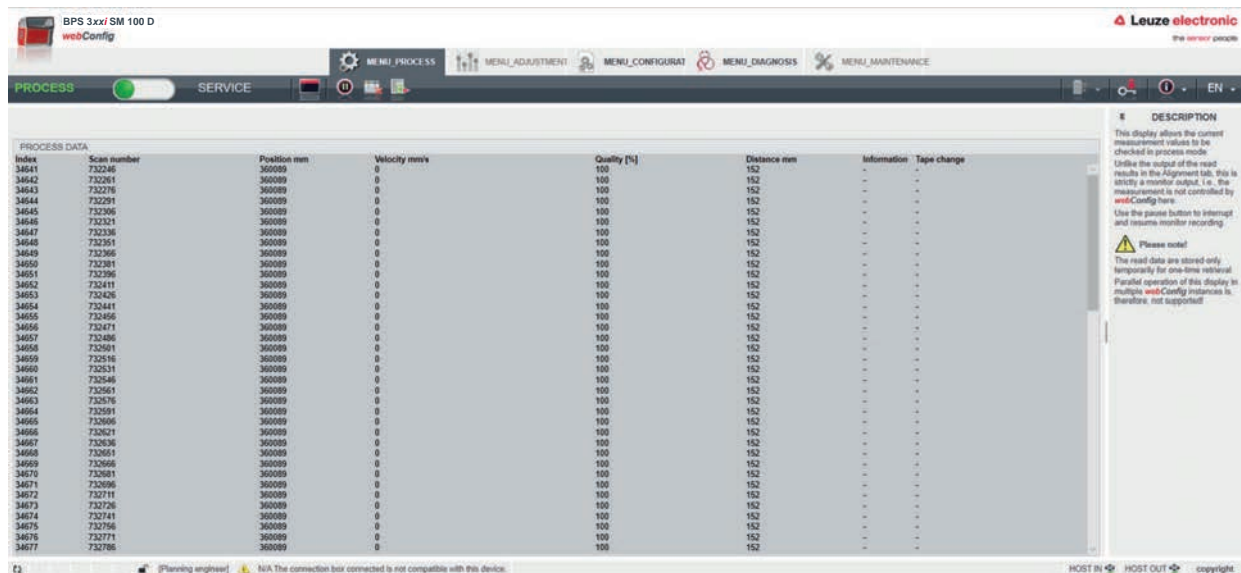 BPS 3xxi SM 100 D
webConfig
Leuze electronic
the sensor people
MENU_PROCESS MENU_ADJUSTMENT MENU_CONFIGURAT MENU_DIAGNOSIS MENU_MAINTENANCE
PROCESS SERVICE EN
PROCESS DATA
Index Scan number Position mm Velocity mm/s Quality [%] Distance mm Information Tape change
34641 732246 360089 0 100 152 - -
34642 732261 360089 0 100 152 - -
34643 732276 360089 0 100 152 - -
34644 732291 360089 0 100 152 - -
34645 732306 360089 0 100 152 - -
34646 732321 360089 0 100 152 - -
34647 732336 360089 0 100 152 - -
34648 732351 360089 0 100 152 - -
34649 732366 360089 0 100 152 - -
34650 732381 360089 0 100 152 - -
34651 732396 360089 0 100 152 - -
34652 732411 360089 0 100 152 - -
34653 732426 360089 0 100 152 - -
34654 732441 360089 0 100 152 - -
34655 732456 360089 0 100 152 - -
34656 732471 360089 0 100 152 - -
34657 732486 360089 0 100 152 - -
34658 732501 360089 0 100 152 - -
34659 732516 360089 0 100 152 - -
34660 732531 360089 0 100 152 - -
34661 732546 360089 0 100 152 - -
34662 732561 360089 0 100 152 - -
34663 732576 360089 0 100 152 - -
34664 732591 360089 0 100 152 - -
34665 732606 360089 0 100 152 - -
34666 732621 360089 0 100 152 - -
34667 732636 360089 0 100 152 - -
34668 732651 360089 0 100 152 - -
34669 732666 360089 0 100 152 - -
34670 732681 360089 0 100 152 - -
34671 732696 360089 0 100 152 - -
34672 732711 360089 0 100 152 - -
34673 732726 360089 0 100 152 - -
34674 732741 360089 0 100 152 - -
34675 732756 360089 0 100 152 - -
34676 732771 360089 0 100 152 - -
34677 732786 360089 0 100 152 - -
DESCRIPTION
This display allows the current
measurement values to be
checked in process mode.
Unlike the output of the read
results in the Alignment tab, this is
strictly a monitor output, i.e., the
measurement is not controlled by
webConfig here.
Use the pause button to interrupt
and resume monitor recording.
Please note!
The read data are stored only
temporarily for one-time retrieval.
Parallel operation of this display in
multiple webConfig instances is,
therefore, not supported!
[Planning engineer] N/A The connection box connected is not compatible with this device. HOST IN HOST OUT copyright